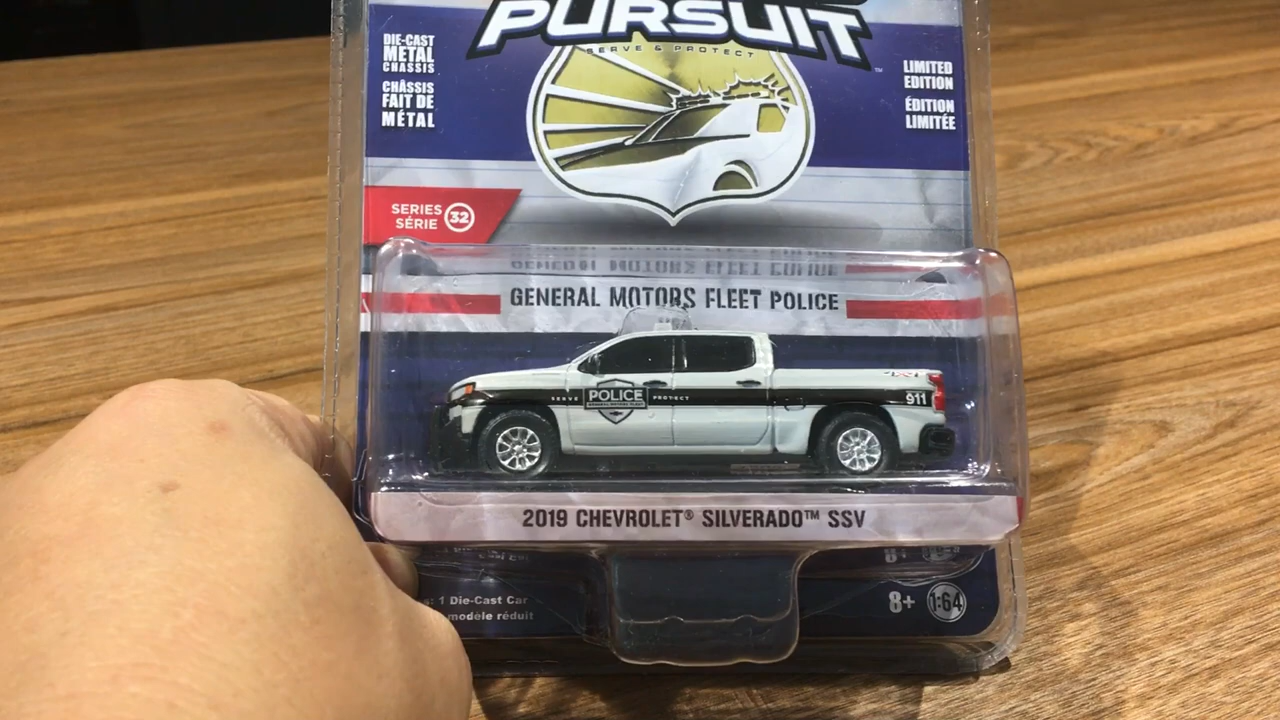 PURSUIT
SERVE & PROTECT
™
DIE-CAST
METAL
CHASSIS
CHÂSSIS
FAIT DE
MÉTAL
LIMITED
EDITION
ÉDITION
LIMITÉE
SERIES
SÉRIE
32
GENERAL MOTORS FLEET POLICE
SERVE
POLICE
PROTECT
4X4
911
2019 CHEVROLET® SILVERADO™ SSV
1 Die-Cast Car
modèle réduit
8+
1:64